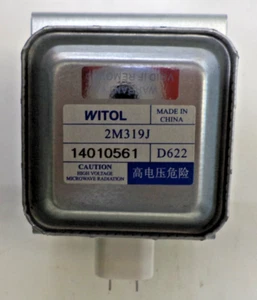 WITOL
MADE IN
CHINA
2M319J
14010561 D622
CAUTION
HIGH VOLTAGE
MICROWAVE RADIATION
高电压危险